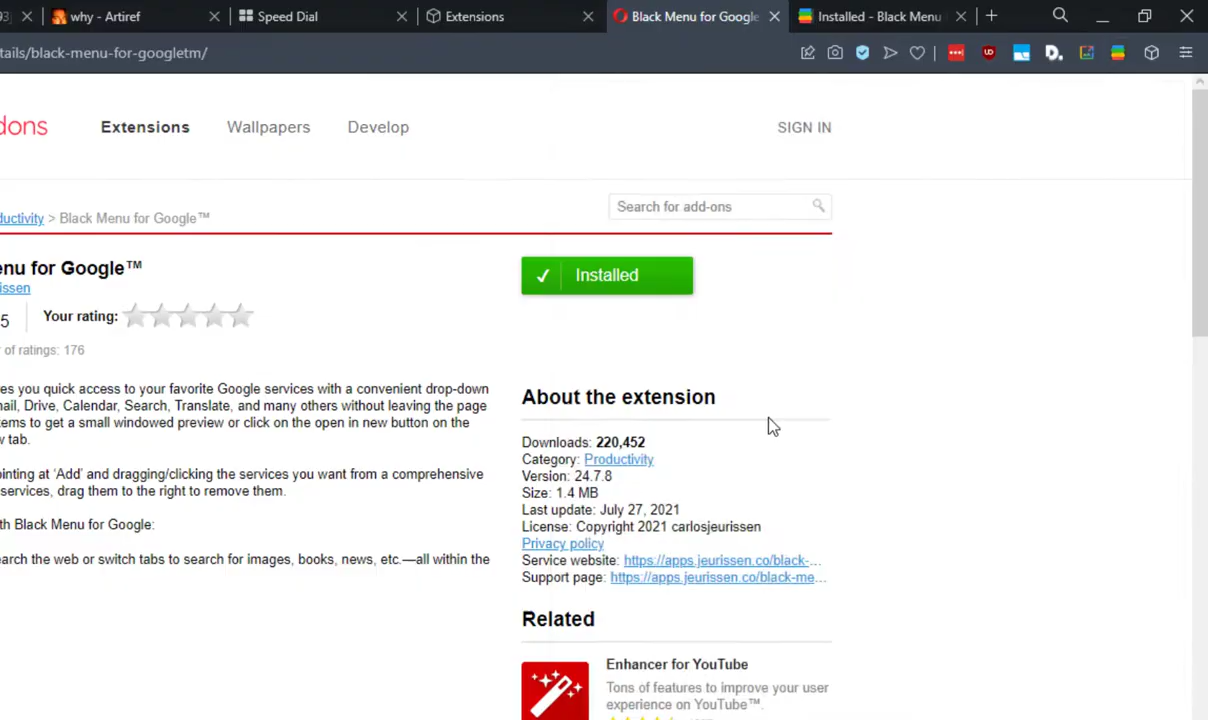 93j
why - Artiref
Speed Dial
Extensions
Black Menu for Google
Installed - Black Menu
tails/black-menu-for-googletm/
UD
D.
dons
Extensions
Wallpapers
Develop
SIGN IN
ductivity > Black Menu for Google™
Search for add-ons
enu for Google™
issen
Installed
5
Your rating:
of ratings: 176
es you quick access to your favorite Google services with a convenient drop-down
ail, Drive, Calendar, Search, Translate, and many others without leaving the page
tems to get a small windowed preview or click on the open in new button on the
w tab.
ointing at 'Add' and dragging/clicking the services you want from a comprehensive
services, drag them to the right to remove them.
th Black Menu for Google:
earch the web or switch tabs to search for images, books, news, etc.—all within the
About the extension
Downloads: 220,452
Category: Productivity
Version: 24.7.8
Size: 1.4 MB
Last update: July 27, 2021
License: Copyright 2021 carlosjeurissen
Privacy policy
Service website: https://apps.jeurissen.co/black-...
Support page: https://apps.jeurissen.co/black-me...
Related
Enhancer for YouTube
Tons of features to improve your user
experience on YouTube™.